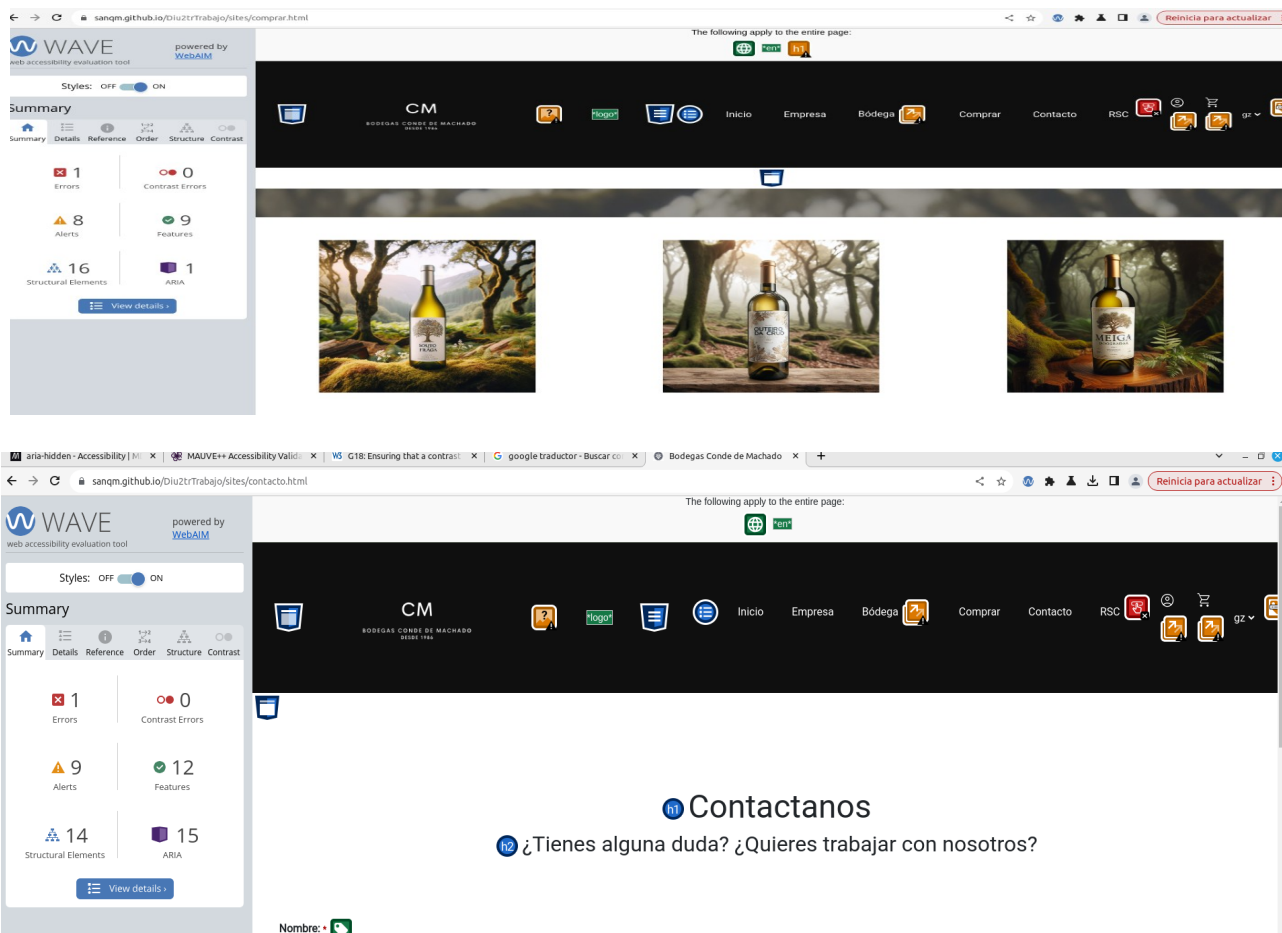 sanqm.github.io/Diu2trTrabajo/sites/comprar.html
Reinicia para actualizar
WAVE
web accessibility evaluation tool
powered by
WebAIM
The following apply to the entire page:
*en*
h1
Styles: OFF ON
Summary
Summary Details Reference Order Structure Contrast
1
Errors
0
Contrast Errors
8
Alerts
9
Features
16
Structural Elements
1
ARIA
View details ›
CM
BODEGAS CONDE DE MACHADO
DESDE 1986
*logo*
Inicio Empresa Bódega Comprar Contacto RSC gz
SOUTO
FRAGA
OUTEIRO
DA CRUZ
MEIGA
aria-hidden - Accessibility | M
MAUVE++ Accessibility Valida
G18: Ensuring that a contrast
google traductor - Buscar co
Bodegas Conde de Machado
sanqm.github.io/Diu2trTrabajo/sites/contacto.html
Reinicia para actualizar
WAVE
web accessibility evaluation tool
powered by
WebAIM
The following apply to the entire page:
*en*
Styles: OFF ON
Summary
Summary Details Reference Order Structure Contrast
1
Errors
0
Contrast Errors
9
Alerts
12
Features
14
Structural Elements
15
ARIA
View details ›
CM
BODEGAS CONDE DE MACHADO
DESDE 1986
*logo*
Inicio Empresa Bódega Comprar Contacto RSC gz
h1 Contactanos
h2 ¿Tienes alguna duda? ¿Quieres trabajar con nosotros?
Nombre: *